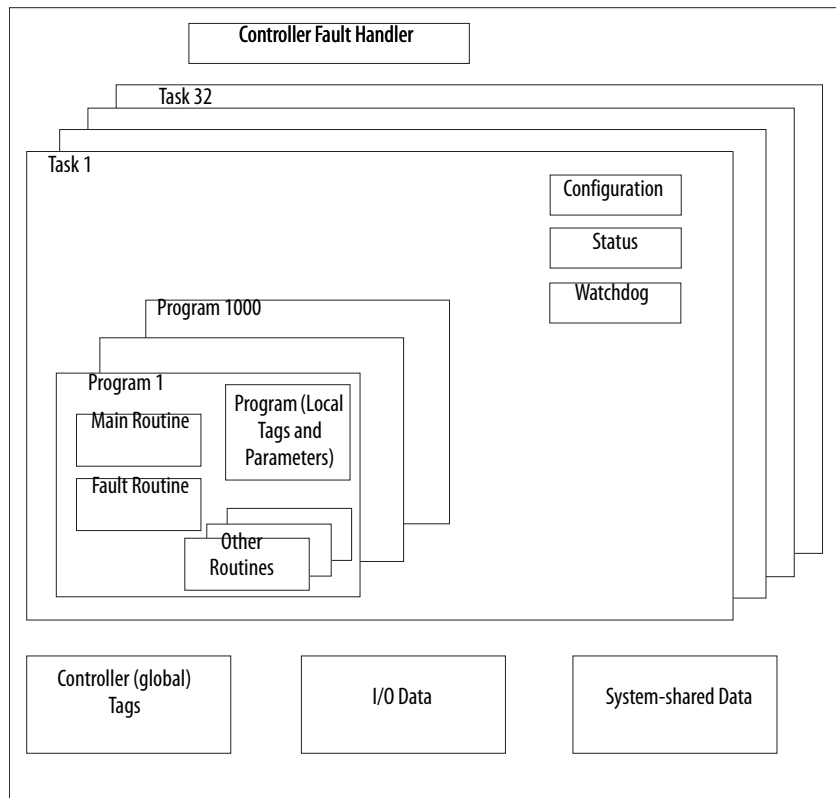 Controller Fault Handler
Task 32
Task 1
Configuration
Status
Watchdog
Program 1000
Program 1
Main Routine
Program (Local
Tags and
Parameters)
Fault Routine
Other
Routines
Controller (global)
Tags
I/O Data
System-shared Data